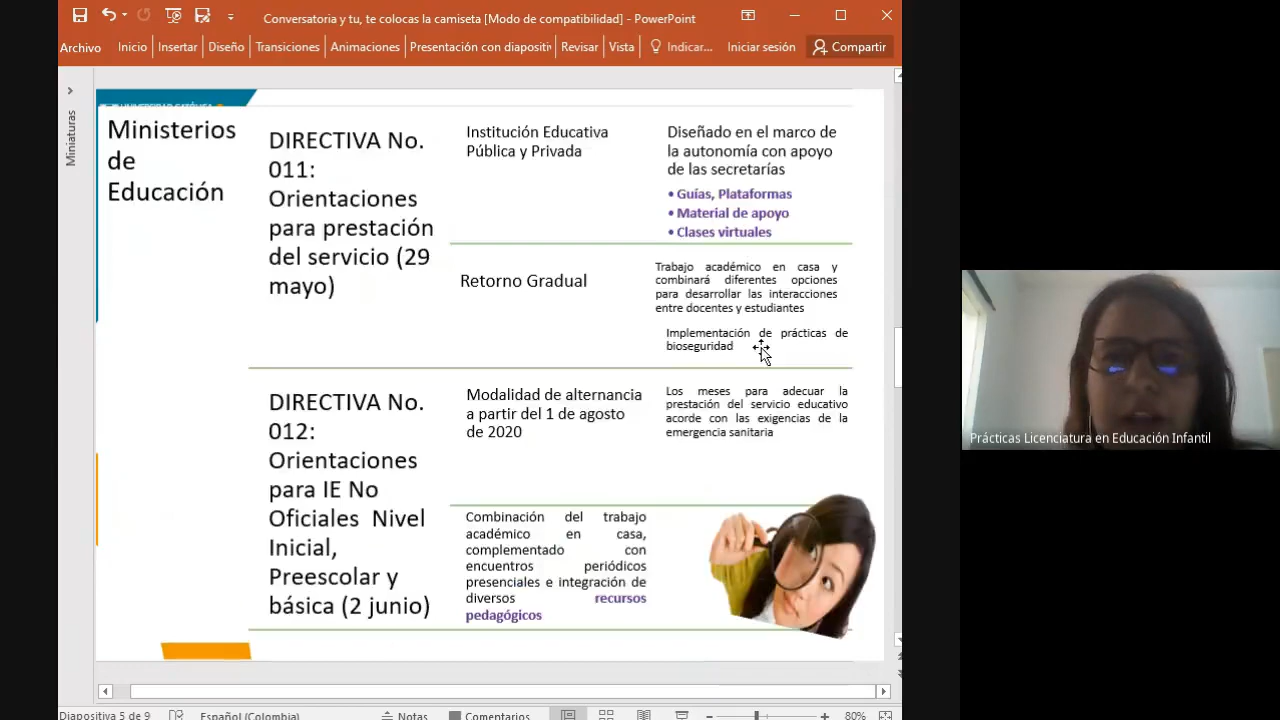 Conversatoria y tu, te colocas la camiseta [Modo de compatibilidad] - PowerPoint
Archivo
Inicio
Insertar
Diseño
Transiciones
Animaciones
Presentación con diapositiv
Revisar
Vista
Indicar...
Iniciar sesión
Compartir
Miniaturas
Ministerios
de
Educación
DIRECTIVA No.
011:
Orientaciones
para prestación
del servicio (29
mayo)
Institución Educativa
Pública y Privada
Diseñado en el marco de
la autonomía con apoyo
de las secretarías
• Guías, Plataformas
• Material de apoyo
• Clases virtuales
Retorno Gradual
Trabajo académico en casa y
combinará diferentes opciones
para desarrollar las interacciones
entre docentes y estudiantes
Implementación de prácticas de
bioseguridad
DIRECTIVA No.
012:
Orientaciones
para IE No
Oficiales Nivel
Inicial,
Preescolar y
básica (2 junio)
Modalidad de alternancia
a partir del 1 de agosto
de 2020
Los meses para adecuar la
prestación del servicio educativo
acorde con las exigencias de la
emergencia sanitaria
Combinación del trabajo
académico en casa,
complementado con
encuentros periódicos
presenciales e integración de
diversos recursos
pedagógicos
Prácticas Licenciatura en Educación Infantil
Diapositiva 5 de 9
Español (Colombia)
Notas
Comentarios
80%